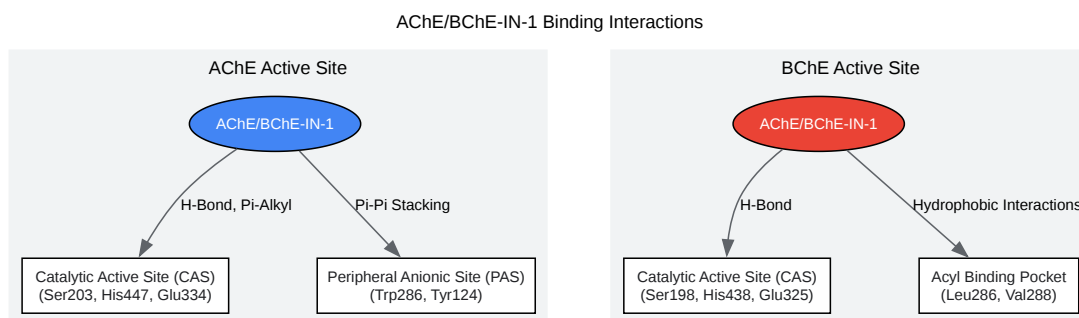 AChE/BChE-IN-1 Binding Interactions
AChE Active Site
AChE/BChE-IN-1
H-Bond, Pi-Alkyl
Pi-Pi Stacking
Catalytic Active Site (CAS)
(Ser203, His447, Glu334)
Peripheral Anionic Site (PAS)
(Trp286, Tyr124)
BChE Active Site
AChE/BChE-IN-1
H-Bond
Hydrophobic Interactions
Catalytic Active Site (CAS)
(Ser198, His438, Glu325)
Acyl Binding Pocket
(Leu286, Val288)